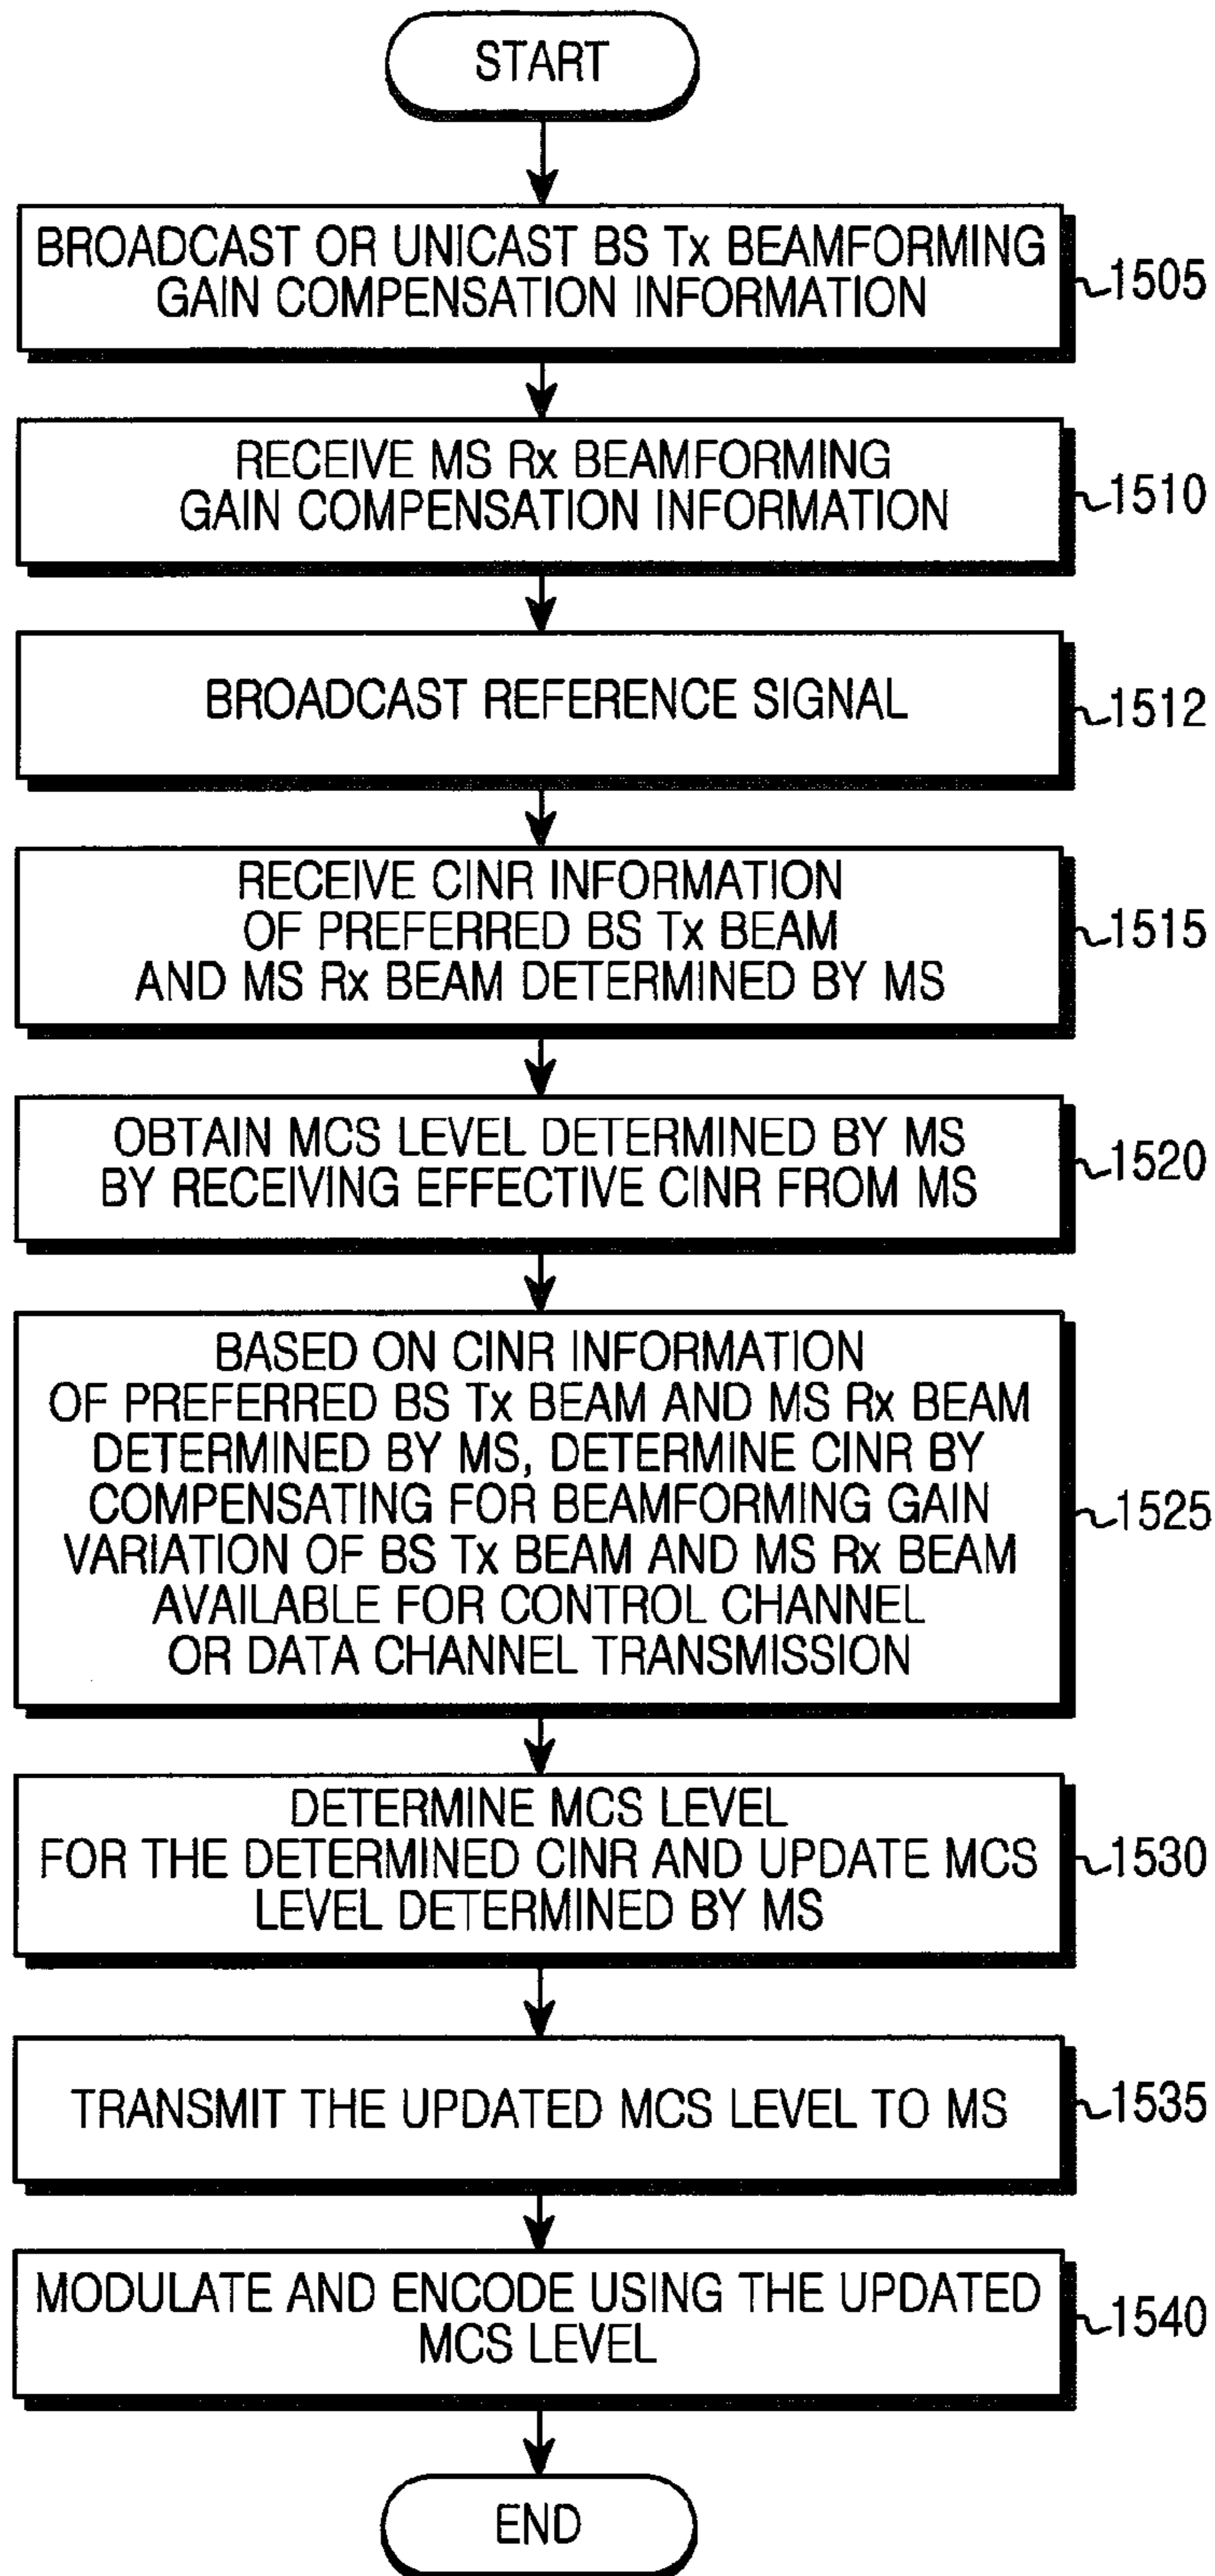 START
BROADCAST OR UNICAST BS Tx BEAMFORMING
GAIN COMPENSATION INFORMATION
1505
RECEIVE MS Rx BEAMFORMING
GAIN COMPENSATION INFORMATION
1510
BROADCAST REFERENCE SIGNAL
1512
RECEIVE CINR INFORMATION
OF PREFERRED BS Tx BEAM
AND MS Rx BEAM DETERMINED BY MS
1515
OBTAIN MCS LEVEL DETERMINED BY MS
BY RECEIVING EFFECTIVE CINR FROM MS
1520
BASED ON CINR INFORMATION
OF PREFERRED BS Tx BEAM AND MS Rx BEAM
DETERMINED BY MS, DETERMINE CINR BY
COMPENSATING FOR BEAMFORMING GAIN
VARIATION OF BS Tx BEAM AND MS Rx BEAM
AVAILABLE FOR CONTROL CHANNEL
OR DATA CHANNEL TRANSMISSION
1525
DETERMINE MCS LEVEL
FOR THE DETERMINED CINR AND UPDATE MCS
LEVEL DETERMINED BY MS
1530
TRANSMIT THE UPDATED MCS LEVEL TO MS
1535
MODULATE AND ENCODE USING THE UPDATED
MCS LEVEL
1540
END